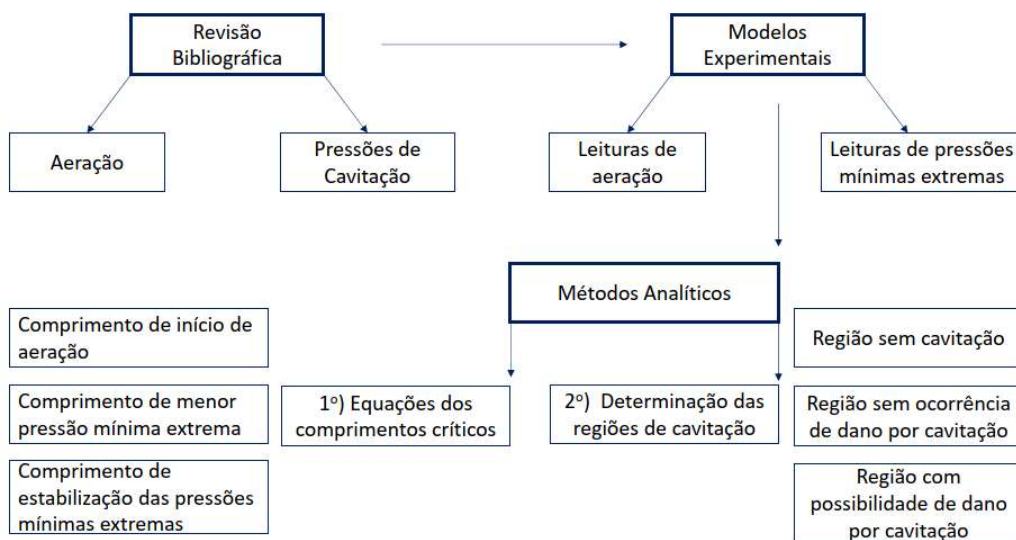 Revisão
Bibliográfica
Modelos
Experimentais
Aeração
Pressões de
Cavitação
Leituras de
aeração
Leituras de pressões
mínimas extremas
Métodos Analíticos
Comprimento de início de
aeração
Comprimento de menor
pressão mínima extrema
Comprimento de
estabilização das pressões
mínimas extremas
1º) Equações dos
comprimentos críticos
2º) Determinação das
regiões de cavitação
Região sem cavitação
Região sem ocorrência
de dano por cavitação
Região com
possibilidade de dano
por cavitação